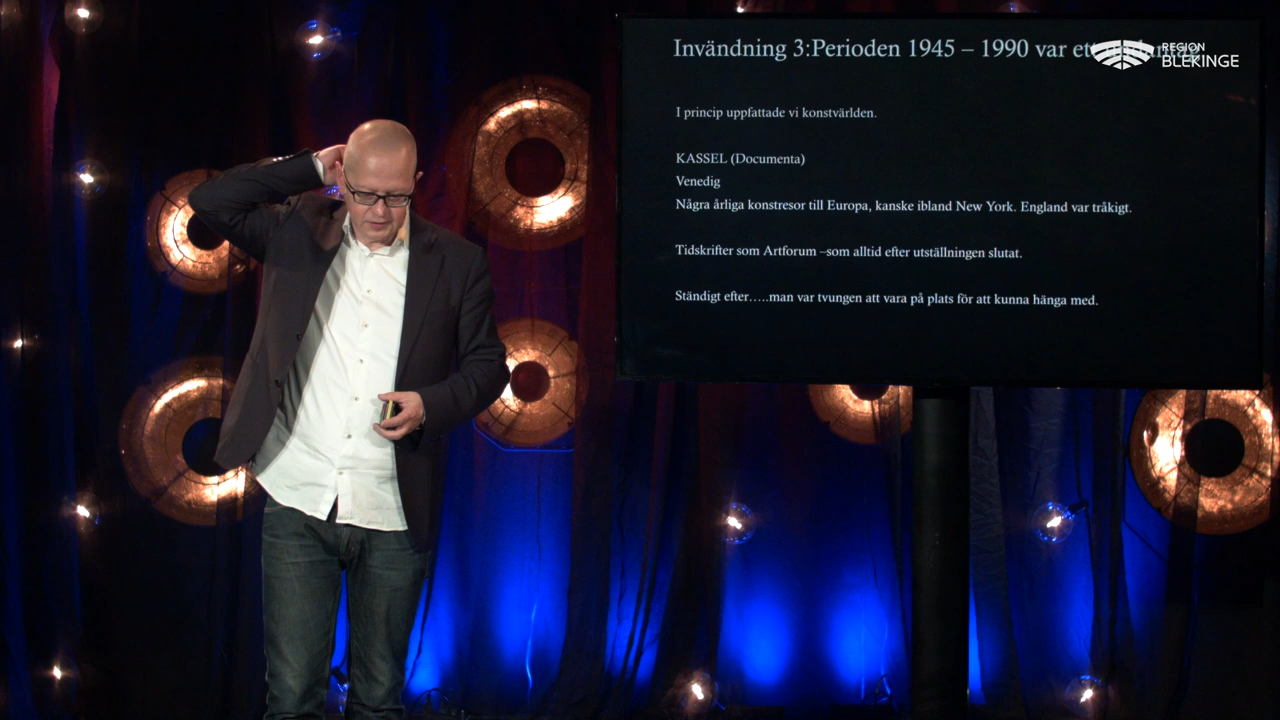 Invändning 3:Perioden 1945 – 1990 var ett
REGION
BLEKINGE
I princip uppfattade vi konstvärlden.
KASSEL (Documenta)
Venedig
Några årliga konstresor till Europa, kanske ibland New York. England var tråkigt.
Tidskrifter som Artforum –som alltid efter utställningen slutat.
Ständigt efter…..man var tvungen att vara på plats för att kunna hänga med.